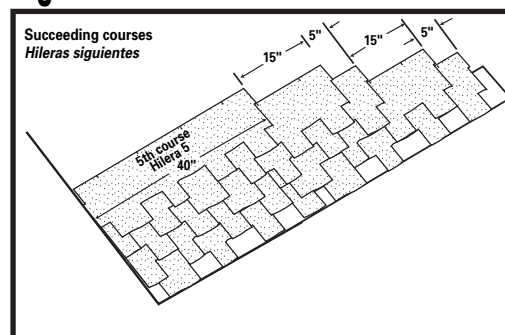 Succeeding courses
Hileras siguientes
15"
5"
15"
5"
5th course
Hilera 5
40"